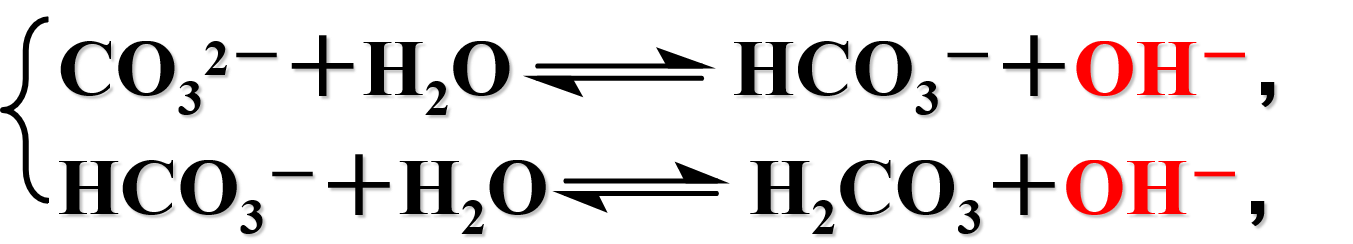 CO₃²⁻+H₂O ⇌ HCO₃⁻+OH⁻,
HCO₃⁻+H₂O ⇌ H₂CO₃+OH⁻,